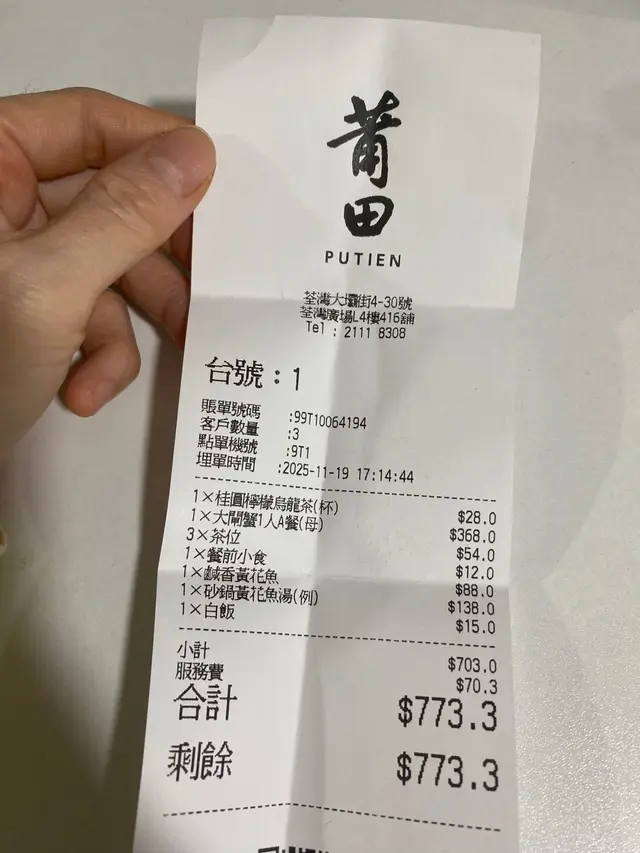 莆田
PUTIEN
荃灣大壩街4-30號
荃灣廣場L4樓416舖
Tel : 2111 8308
台號：1
賬單號碼 :99T10064194
客戶數量 :3
點單機號 :9T1
埋單時間 :2025-11-19 17:14:44
1×桂圓檸檬烏龍茶(杯) $28.0
1×大閘蟹1人A餐(母) $368.0
3×茶位 $54.0
1×餐前小食 $12.0
1×鹹香黃花魚 $88.0
1×砂鍋黃花魚湯(例) $138.0
1×白飯 $15.0
小計 $703.0
服務費 $70.3
合計 $773.3
剩餘 $773.3